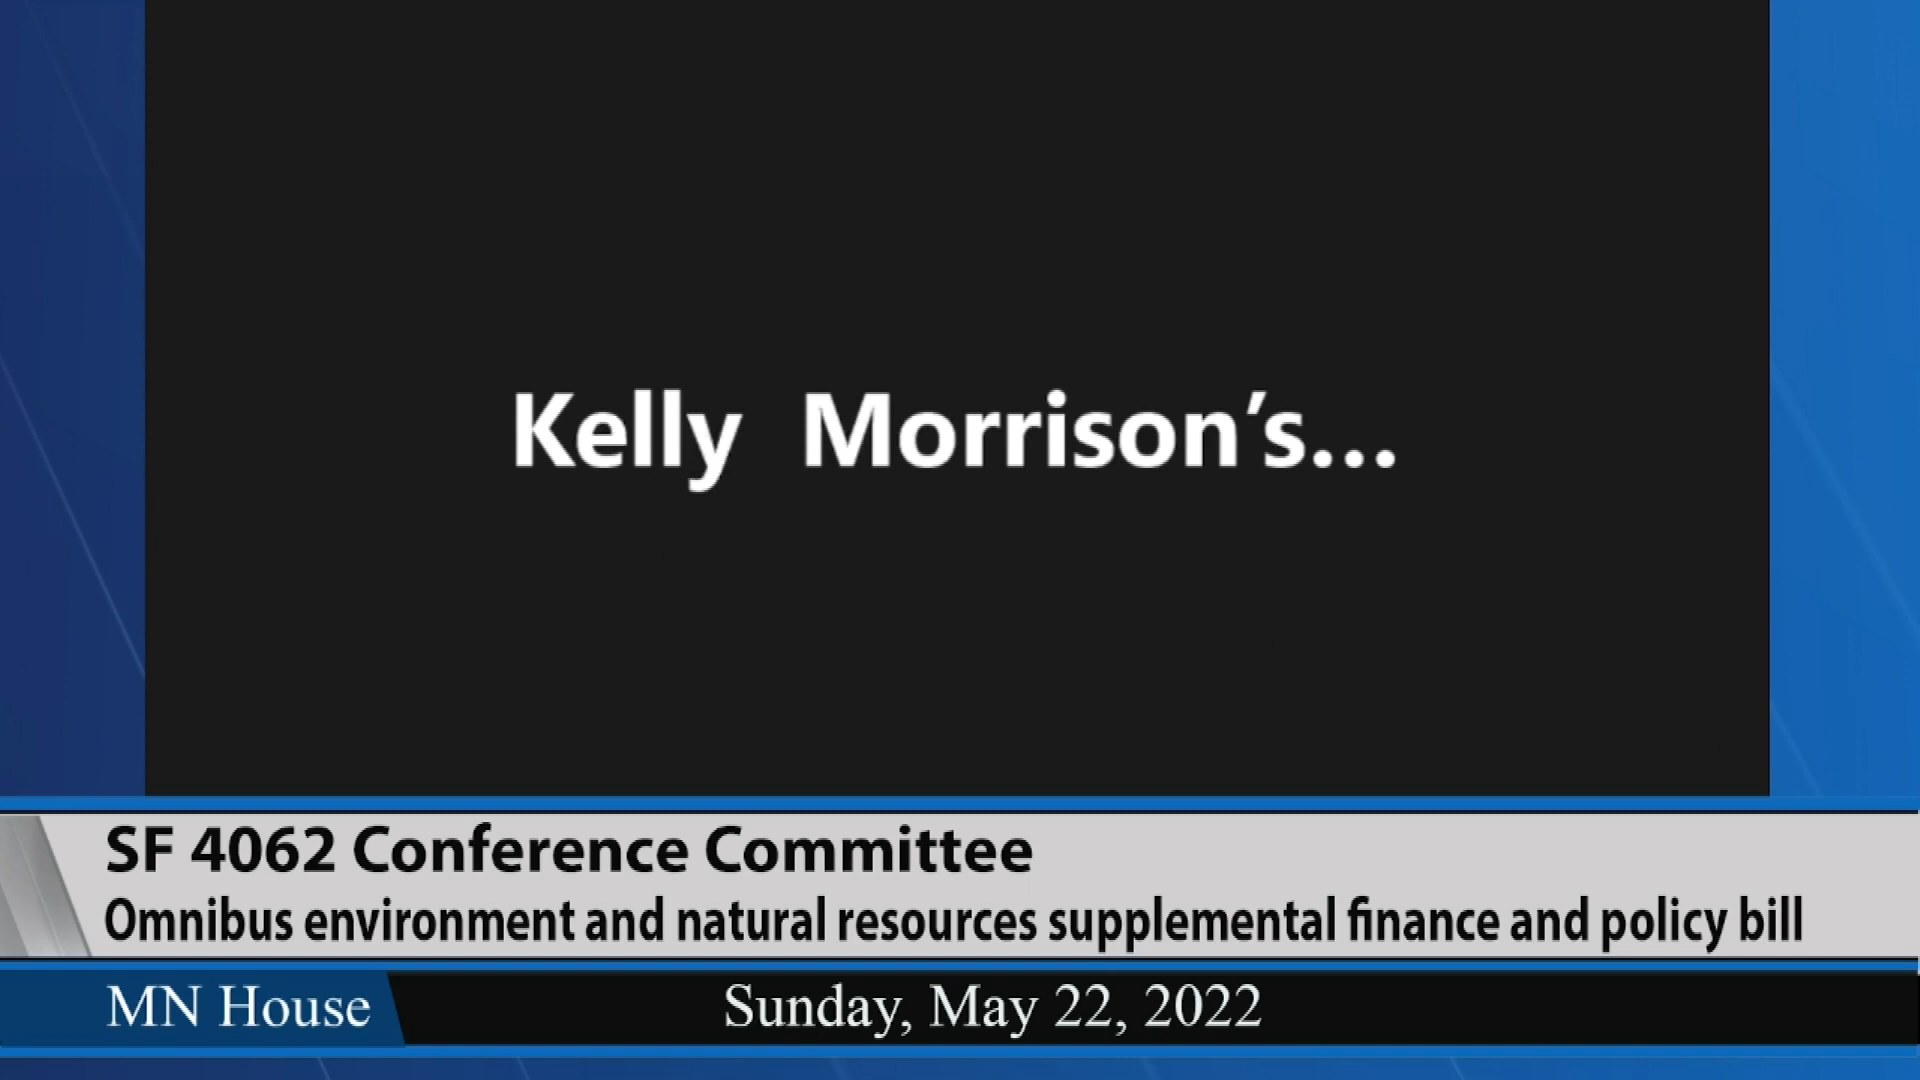 Kelly Morrison’s...
SF 4062 Conference Committee
Omnibus environment and natural resources supplemental finance and policy bill
MN House
Sunday, May 22, 2022